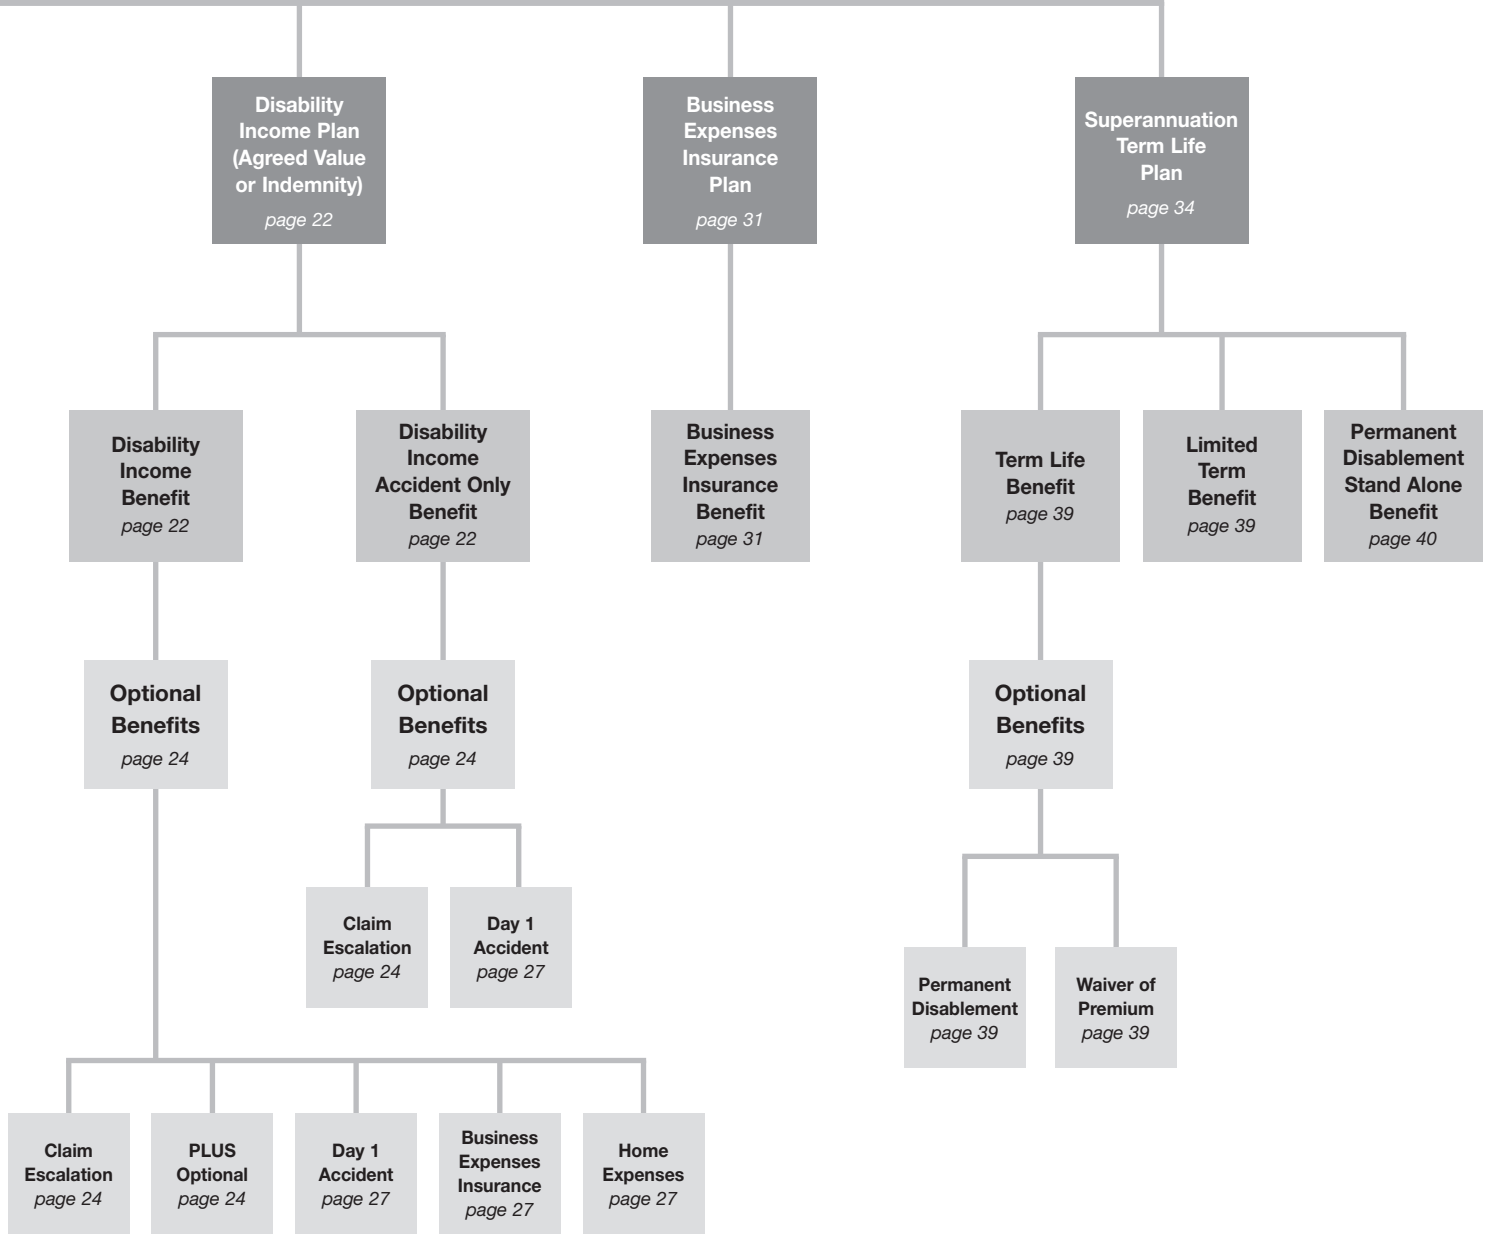 Disability
Income Plan
(Agreed Value
or Indemnity)
page 22
Business
Expenses
Insurance
Plan
page 31
Superannuation
Term Life
Plan
page 34
Disability
Income
Benefit
page 22
Disability
Income
Accident Only
Benefit
page 22
Business
Expenses
Insurance
Benefit
page 31
Term Life
Benefit
page 39
Limited
Term
Benefit
page 39
Permanent
Disablement
Stand Alone
Benefit
page 40
Optional
Benefits
page 24
Optional
Benefits
page 24
Optional
Benefits
page 39
Claim
Escalation
page 24
Day 1
Accident
page 27
Permanent
Disablement
page 39
Waiver of
Premium
page 39
Claim
Escalation
page 24
PLUS
Optional
page 24
Day 1
Accident
page 27
Business
Expenses
Insurance
page 27
Home
Expenses
page 27